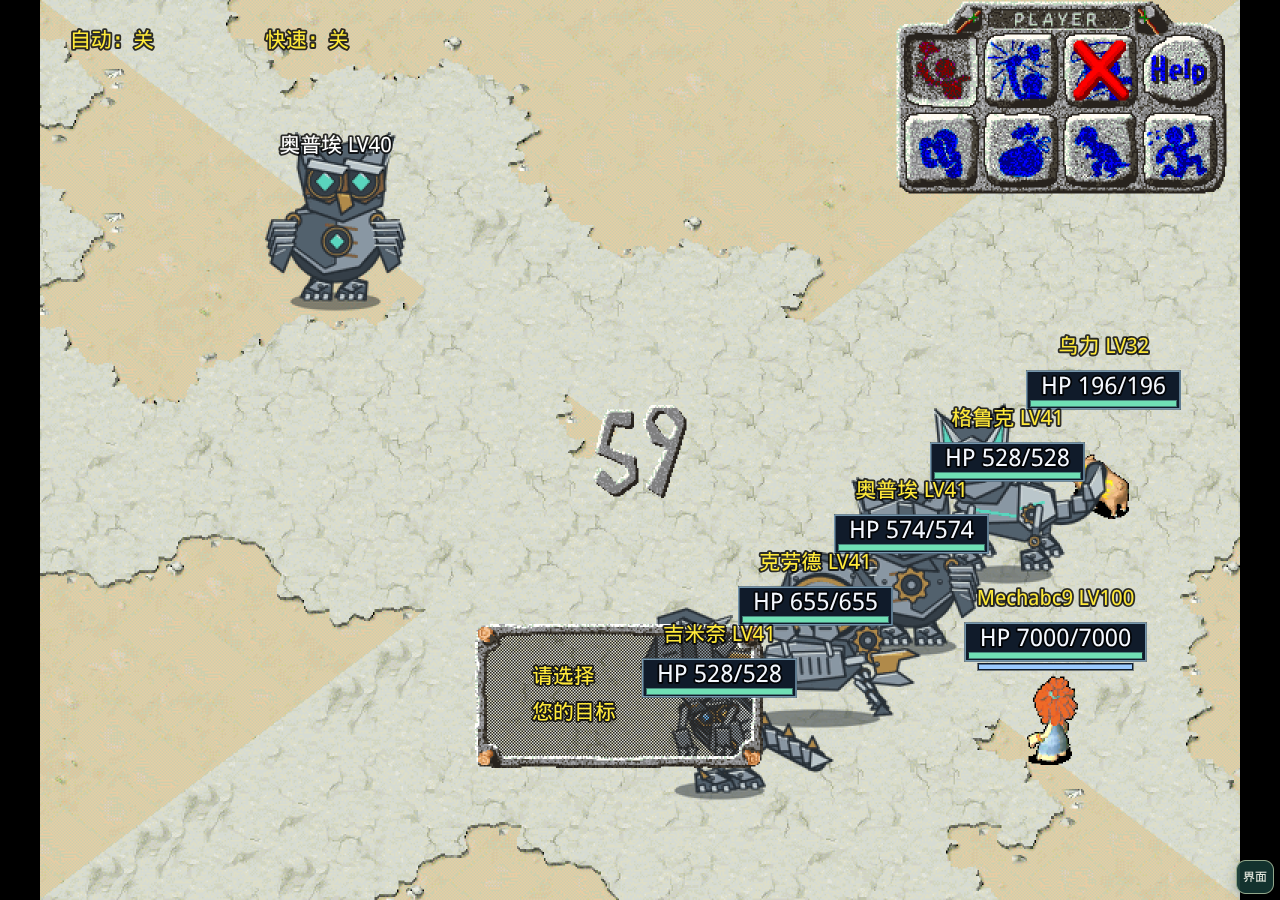 自动：关
快速：关
PLAYER
Help
奥普埃 LV40
乌力 LV32
HP 196/196
格鲁克 LV41
HP 528/528
59
奥普埃 LV41
HP 574/574
克劳德 LV41
HP 655/655
Mechabc9 LV100
HP 7000/7000
吉米奈 LV41
HP 528/528
请选择
您的目标
界面